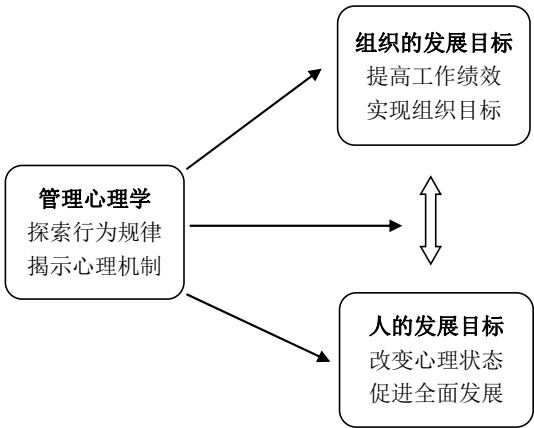 组织的发展目标
提高工作绩效
实现组织目标
管理心理学
探索行为规律
揭示心理机制
人的发展目标
改变心理状态
促进全面发展